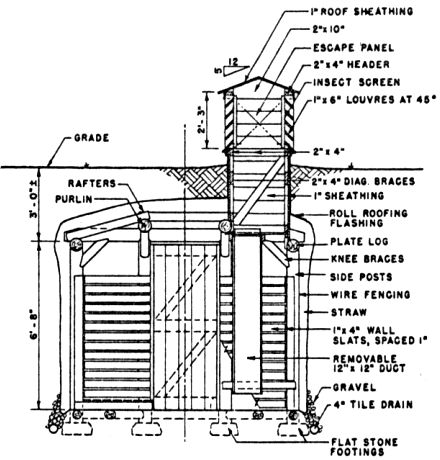 1" ROOF SHEATHING
2" x 10"
ESCAPE PANEL
12
5
2" x 4" HEADER
INSECT SCREEN
1" x 6" LOUVRES AT 45°
2'-3"
GRADE
2" x 4"
3'-0" ±
RAFTERS
PURLIN
2" x 4" DIAG. BRACES
1" SHEATHING
ROLL ROOFING
FLASHING
PLATE LOG
KNEE BRACES
SIDE POSTS
WIRE FENCING
STRAW
6'-8"
1" x 4" WALL
SLATS, SPACED 1"
REMOVABLE
12" x 12" DUCT
GRAVEL
4" TILE DRAIN
FLAT STONE
FOOTINGS